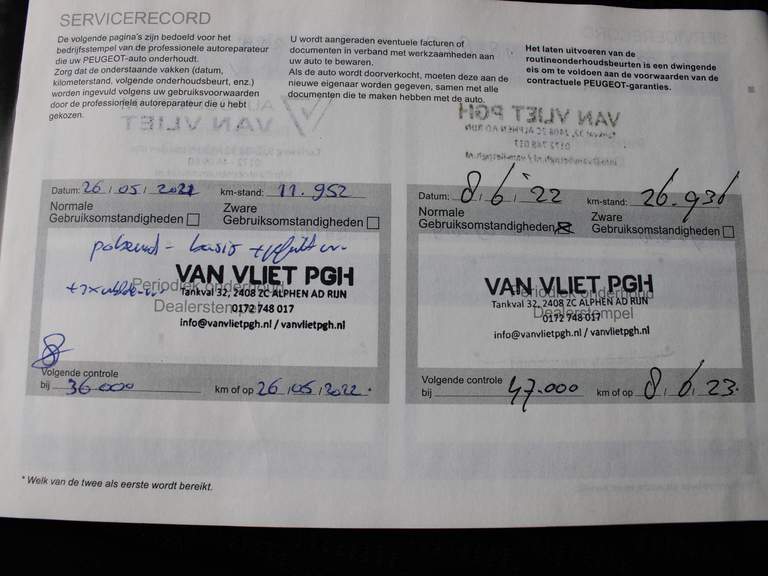 SERVICERECORD
De volgende pagina's zijn bedoeld voor het
bedrijfsstempel van de professionele autoreparateur
die uw PEUGEOT-auto onderhoudt.
Zorg dat de onderstaande vakken (datum,
kilometerstand, volgende onderhoudsbeurt, enz.)
worden ingevuld volgens uw gebruiksvoorwaarden
door de professionele autoreparateur die u hebt
gekozen.
U wordt aangeraden eventuele facturen of
documenten in verband met werkzaamheden aan
uw auto te bewaren.
Als de auto wordt doorverkocht, moeten deze aan de
nieuwe eigenaar worden gegeven, samen met alle
documenten die te maken hebben met de auto.
Het laten uitvoeren van de
routineonderhoudsbeurten is een dwingende
eis om te voldoen aan de voorwaarden van de
contractuele PEUGEOT-garanties.
Datum: 26/05/2021 km-stand: 11.952
Normale
Gebruiksomstandigheden
Zware
Gebruiksomstandigheden
basis
VAN VLIET PGH
Periodiek onderhoud
Tankval 32, 2408 ZC ALPHEN AD RIJN
Dealerstempel
0172 748 017
info@vanvlietpgh.nl / vanvlietpgh.nl
Volgende controle
bij 36000 km of op 26/05/2022.
Datum: 8/6/'22 km-stand: 26.936
Normale
Gebruiksomstandigheden
Zware
Gebruiksomstandigheden
VAN VLIET PGH
Periodiek onderhoud
Tankval 32, 2408 ZC ALPHEN AD RIJN
Dealerstempel
0172 748 017
info@vanvlietpgh.nl / vanvlietpgh.nl
Volgende controle
bij 47.000 km of op 8/6/23.
* Welk van de twee als eerste wordt bereikt.